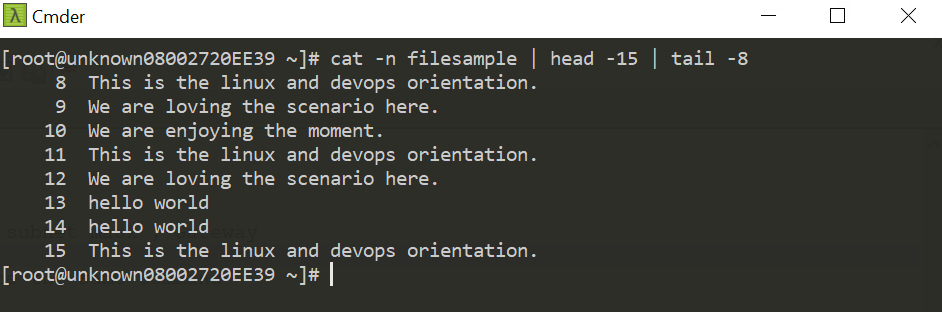 λ Cmder
[root@unknown08002720EE39 ~]# cat -n filesample | head -15 | tail -8
     8  This is the linux and devops orientation.
     9  We are loving the scenario here.
    10  We are enjoying the moment.
    11  This is the linux and devops orientation.
    12  We are loving the scenario here.
    13  hello world
    14  hello world
    15  This is the linux and devops orientation.
[root@unknown08002720EE39 ~]#